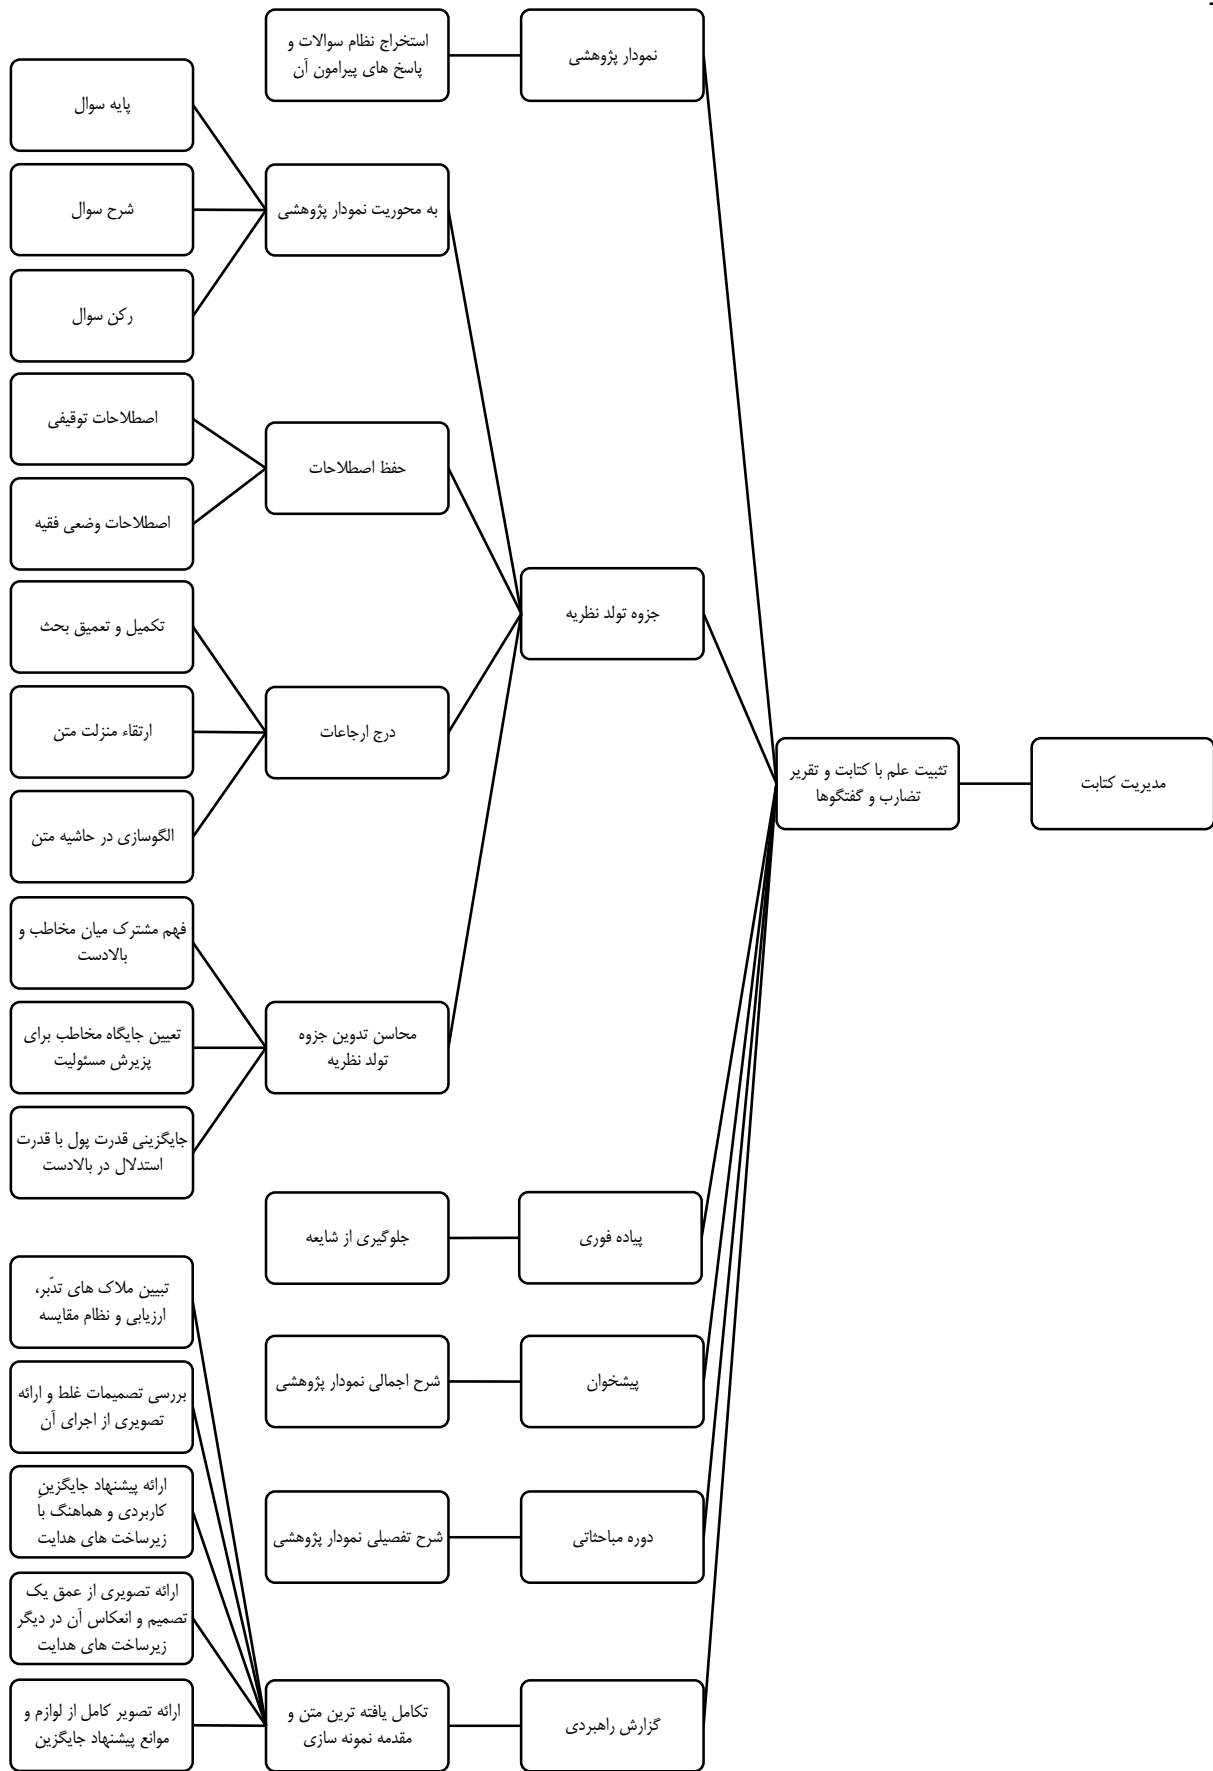 مدیریت کتابت
تثبیت علم با کتابت و تقریر
تضارب و گفتگوها
نمودار پژوهشی
استخراج نظام سوالات و
پاسخ های پیرامون آن
جزوه تولد نظریه
به محوریت نمودار پژوهشی
پایه سوال
شرح سوال
رکن سوال
حفظ اصطلاحات
اصطلاحات توقیفی
اصطلاحات وضعی فقیه
درج ارجاعات
تکمیل و تعمیق بحث
ارتقاء منزلت متن
الگوسازی در حاشیه متن
محاسن تدوین جزوه
تولد نظریه
فهم مشترک میان مخاطب و
بالادست
تعیین جایگاه مخاطب برای
پزیرش مسئولیت
جایگزینی قدرت پول با قدرت
استدلال در بالادست
پیاده فوری
جلوگیری از شایعه
پیشخوان
شرح اجمالی نمودار پژوهشی
دوره مباحثاتی
شرح تفصیلی نمودار پژوهشی
گزارش راهبردی
تکامل یافته ترین متن و
مقدمه نمونه سازی
تبیین ملاک های تدّبر،
ارزیابی و نظام مقایسه
بررسی تصمیمات غلط و ارائه
تصویری از اجرای آن
ارائه پیشنهاد جایگزینِ
کاربردی و هماهنگ با
زیرساخت های هدایت
ارائه تصویری از عمق یک
تصمیم و انعکاس آن در دیگر
زیرساخت های هدایت
ارائه تصویر کامل از لوازم و
موانع پیشنهاد جایگزین